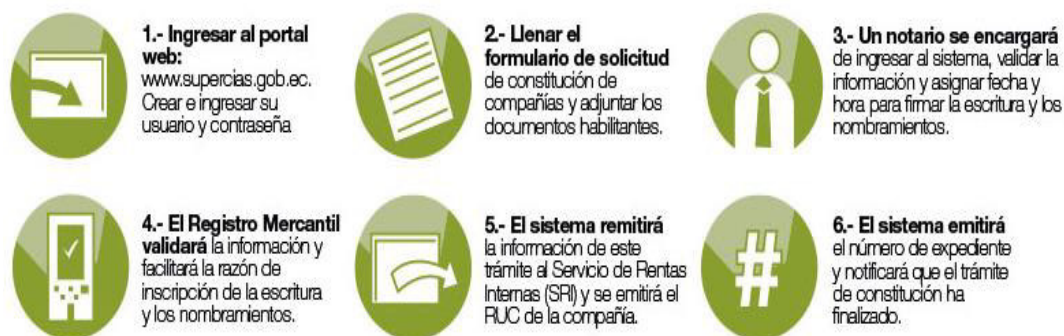 1.- Ingresar al portal
web:
www.supercias.gob.ec.
Crear e ingresar su
usuario y contraseña
2.- Llenar el
formulario de solicitud
de constitución de
compañías y adjuntar los
documentos habilitantes.
3.- Un notario se encargará
de ingresar al sistema, validar la
información y asignar fecha y
hora para firmar la escritura y los
nombramientos.
4.- El Registro Mercantil
validará la información y
facilitará la razón de
inscripción de la escritura
y los nombramientos.
5.- El sistema remitirá
la información de este
trámite al Servicio de Rentas
Internas (SRI) y se emitirá el
RUC de la compañía.
#
6.- El sistema emitirá
el número de expediente
y notificará que el trámite
de constitución ha
finalizado.